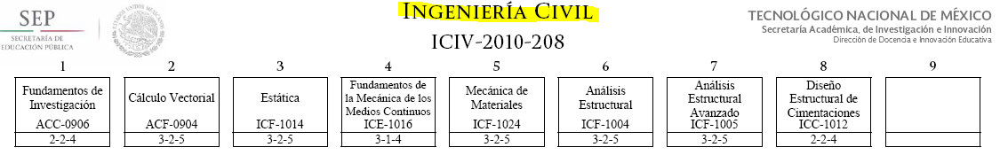 INGENIERÍA CIVIL
ICIV-2010-208
SEP
SECRETARÍA DE
EDUCACIÓN PÚBLICA
TECNOLÓGICO NACIONAL DE MÉXICO
Secretaría Académica, de Investigación e Innovación
Dirección de Docencia e Innovación Educativa
1
2
3
4
5
6
7
8
9
Fundamentos de
Investigación
ACC-0906
2-2-4
Cálculo Vectorial
ACF-0904
3-2-5
Estática
ICF-1014
3-2-5
Fundamentos de
la Mecánica de los
Medios Continuos
ICE-1016
3-1-4
Mecánica de
Materiales
ICF-1024
3-2-5
Análisis
Estructural
ICF-1004
3-2-5
Análisis
Estructural
Avanzado
ICF-1005
3-2-5
Diseño
Estructural de
Cimentaciones
ICC-1012
2-2-4